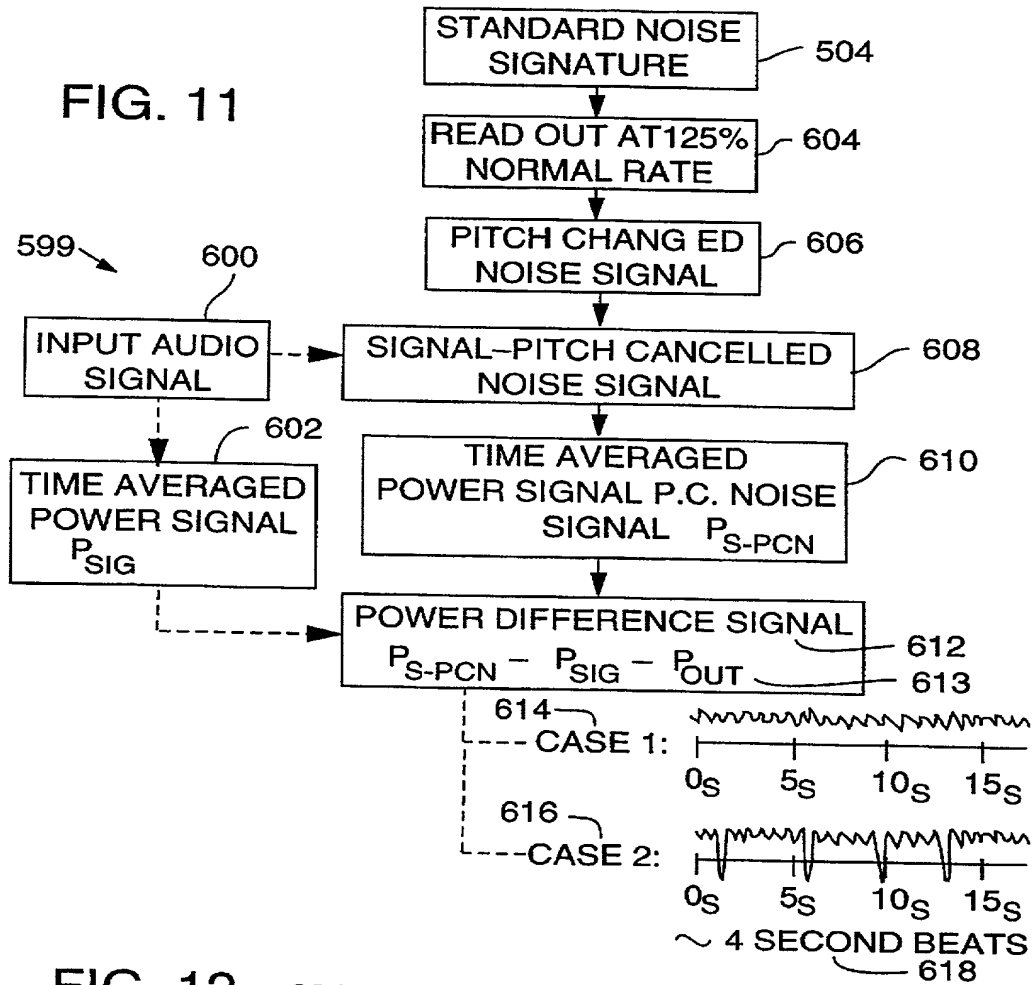 FIG. 11
STANDARD NOISE
SIGNATURE
504
READ OUT AT125%
NORMAL RATE
604
PITCH CHANG ED
NOISE SIGNAL
606
599
600
INPUT AUDIO
SIGNAL
SIGNAL–PITCH CANCELLED
NOISE SIGNAL
608
602
TIME AVERAGED
POWER SIGNAL
PSIG
TIME AVERAGED
POWER SIGNAL P.C. NOISE
SIGNAL PS-PCN
610
POWER DIFFERENCE SIGNAL
612
PS-PCN – PSIG – POUT
613
614
CASE 1:
0S 5S 10S 15S
616
CASE 2:
0S 5S 10S 15S
~ 4 SECOND BEATS
618